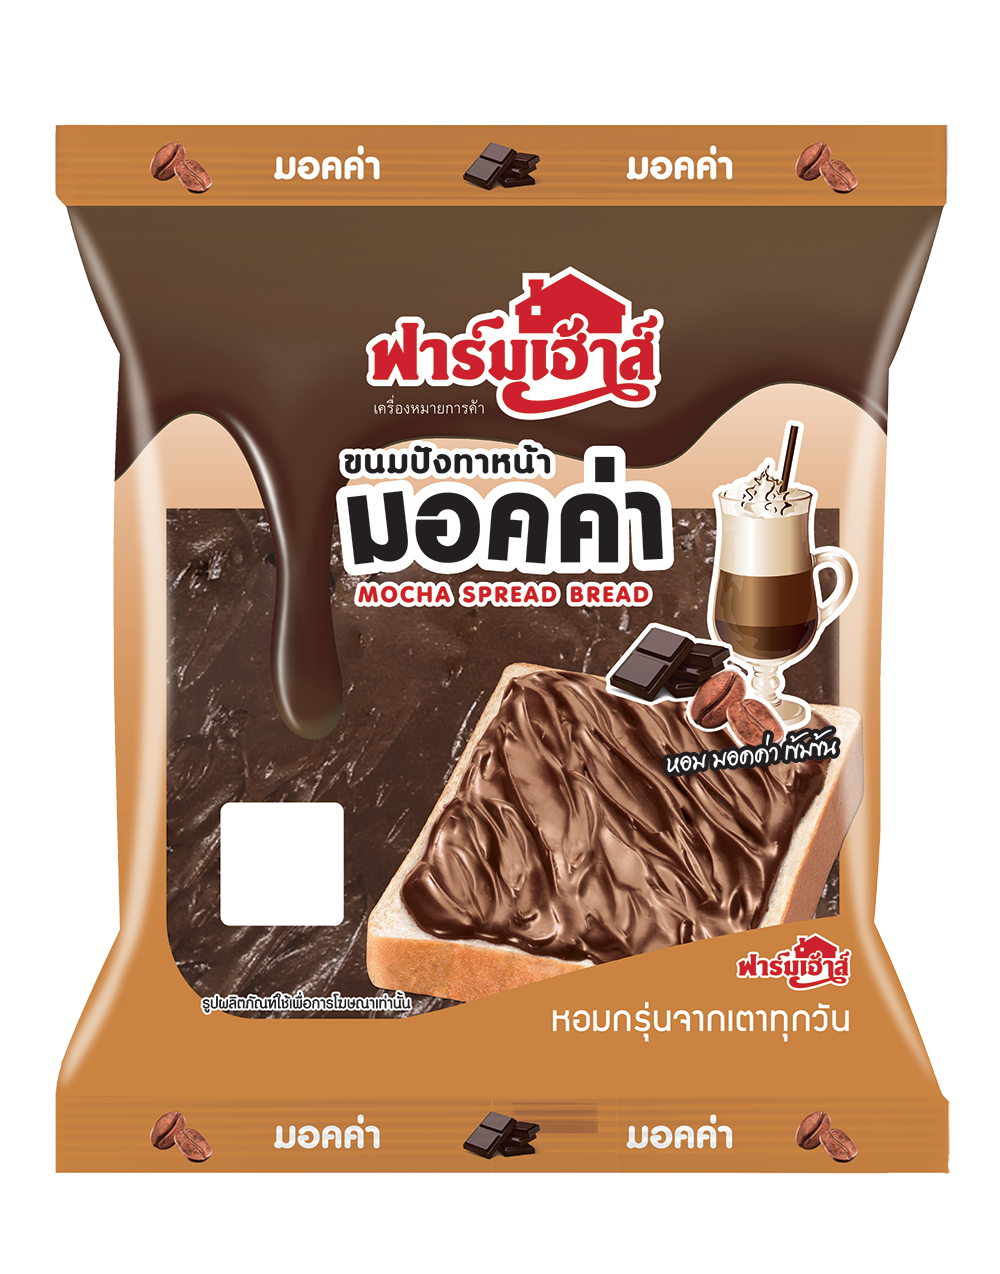 มอคค่า มอคค่า
ฟาร์มเฮ้าส์
เครื่องหมายการค้า
ขนมปังทาหน้า
มอคค่า
MOCHA SPREAD BREAD
หอม มอคค่า เข้มข้น
ฟาร์มเฮ้าส์
รูปผลิตภัณฑ์ใช้เพื่อการโฆษณาเท่านั้น
หอมกรุ่นจากเตาทุกวัน
มอคค่า มอคค่า